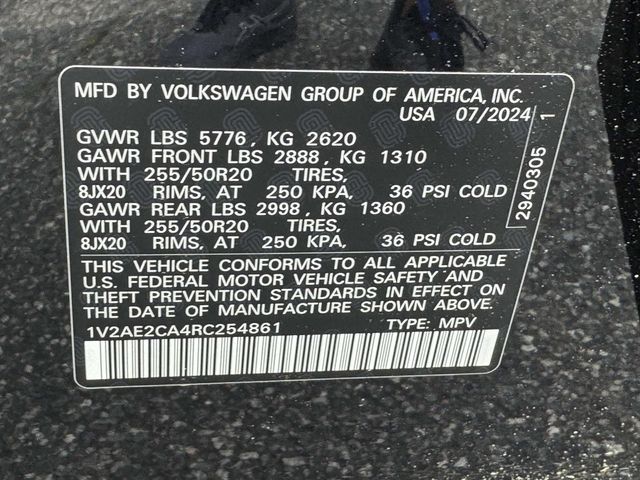 MFD BY VOLKSWAGEN GROUP OF AMERICA, INC.
USA 07/2024
GVWR LBS 5776, KG 2620
GAWR FRONT LBS 2888, KG 1310
WITH 255/50R20 TIRES,
8JX20 RIMS, AT 250 KPA, 36 PSI COLD
GAWR REAR LBS 2998, KG 1360
WITH 255/50R20 TIRES,
8JX20 RIMS, AT 250 KPA, 36 PSI COLD
THIS VEHICLE CONFORMS TO ALL APPLICABLE
U.S. FEDERAL MOTOR VEHICLE SAFETY AND
THEFT PREVENTION STANDARDS IN EFFECT ON
THE DATE OF MANUFACTURE SHOWN ABOVE.
1V2AE2CA4RC254861 TYPE: MPV
2940305 1